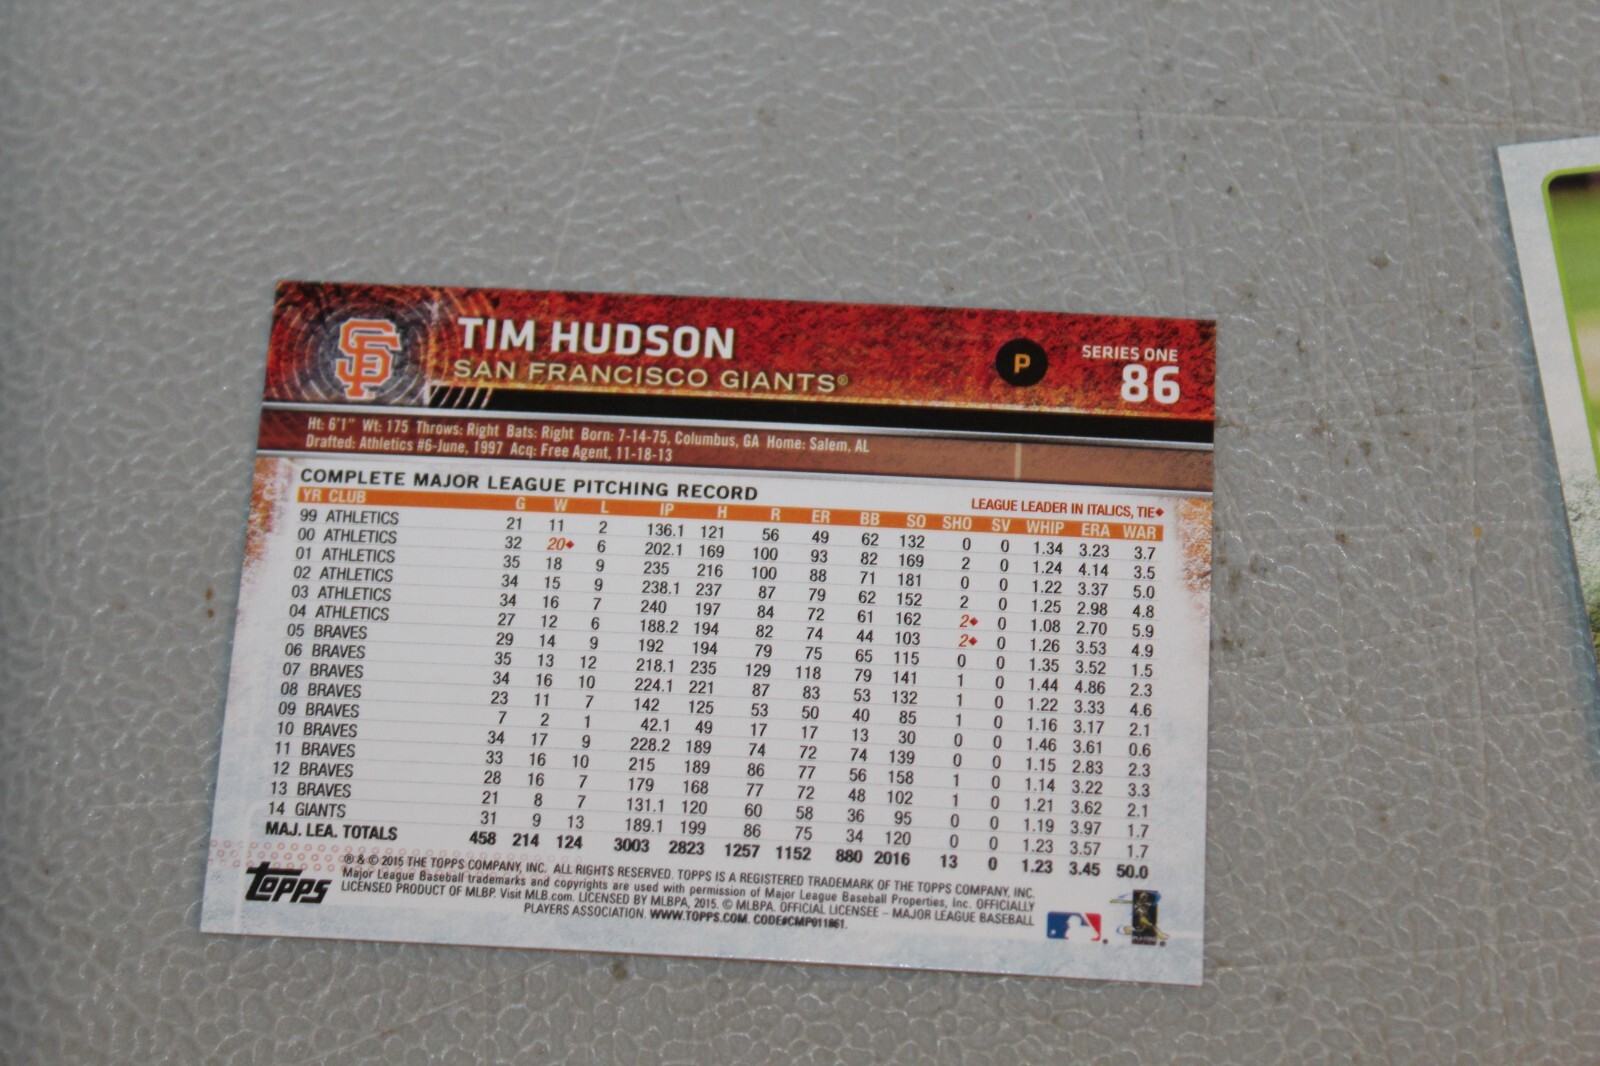 SF
TIM HUDSON
SAN FRANCISCO GIANTS®
P
SERIES ONE
86
Ht: 6'1" Wt: 175 Throws: Right Bats: Right Born: 7-14-75, Columbus, GA Home: Salem, AL
Drafted: Athletics #6-June, 1997 Acq: Free Agent, 11-18-13
COMPLETE MAJOR LEAGUE PITCHING RECORD
LEAGUE LEADER IN ITALICS, TIE♦
YR CLUB G W L IP H R ER BB SO SHO SV WHIP ERA WAR
99 ATHLETICS 21 11 2 136.1 121 56 49 62 132 0 0 1.34 3.23 3.7
00 ATHLETICS 32 20♦ 6 202.1 169 100 93 82 169 2 0 1.24 4.14 3.5
01 ATHLETICS 35 18 9 235 216 100 88 71 181 0 0 1.22 3.37 5.0
02 ATHLETICS 34 15 9 238.1 237 87 79 62 152 2 0 1.25 2.98 4.8
03 ATHLETICS 34 16 7 240 197 84 72 61 162 2♦ 0 1.08 2.70 5.9
04 ATHLETICS 27 12 6 188.2 194 82 74 44 103 2♦ 0 1.26 3.53 4.9
05 BRAVES 29 14 9 192 194 79 75 65 115 0 0 1.35 3.52 1.5
06 BRAVES 35 13 12 218.1 235 129 118 79 141 1 0 1.44 4.86 2.3
07 BRAVES 34 16 10 224.1 221 87 83 53 132 1 0 1.22 3.33 4.6
08 BRAVES 23 11 7 142 125 53 50 40 85 1 0 1.16 3.17 2.1
09 BRAVES 7 2 1 42.1 49 17 17 13 30 0 0 1.46 3.61 0.6
10 BRAVES 34 17 9 228.2 189 74 72 74 139 0 0 1.15 2.83 2.3
11 BRAVES 33 16 10 215 189 86 77 56 158 1 0 1.14 3.22 3.3
12 BRAVES 28 16 7 179 168 77 72 48 102 1 0 1.21 3.62 2.1
13 BRAVES 21 8 7 131.1 120 60 58 36 95 0 0 1.19 3.97 1.7
14 GIANTS 31 9 13 189.1 199 86 75 34 120 0 0 1.23 3.57 1.7
MAJ. LEA. TOTALS 458 214 124 3003 2823 1257 1152 880 2016 13 0 1.23 3.45 50.0
TOPPS
® & © 2015 THE TOPPS COMPANY, INC. ALL RIGHTS RESERVED. TOPPS IS A REGISTERED TRADEMARK OF THE TOPPS COMPANY, INC.
Major League Baseball trademarks and copyrights are used with permission of Major League Baseball Properties, Inc. OFFICIALLY
LICENSED PRODUCT OF MLBP. Visit MLB.com. LICENSED BY MLBPA, 2015. © MLBPA. OFFICIAL LICENSEE – MAJOR LEAGUE BASEBALL
PLAYERS ASSOCIATION. WWW.TOPPS.COM. CODE#CMP011861.